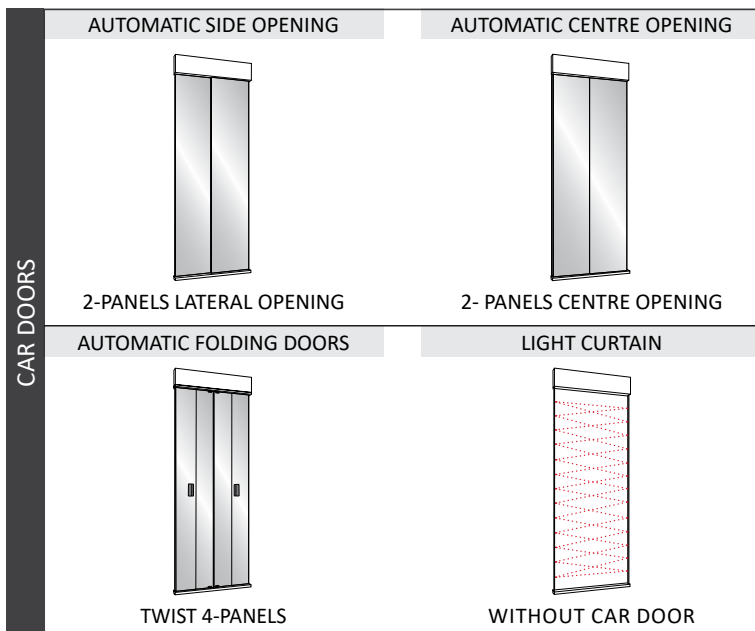 CAR DOORS
AUTOMATIC SIDE OPENING
AUTOMATIC CENTRE OPENING
2-PANELS LATERAL OPENING
2- PANELS CENTRE OPENING
AUTOMATIC FOLDING DOORS
LIGHT CURTAIN
TWIST 4-PANELS
WITHOUT CAR DOOR